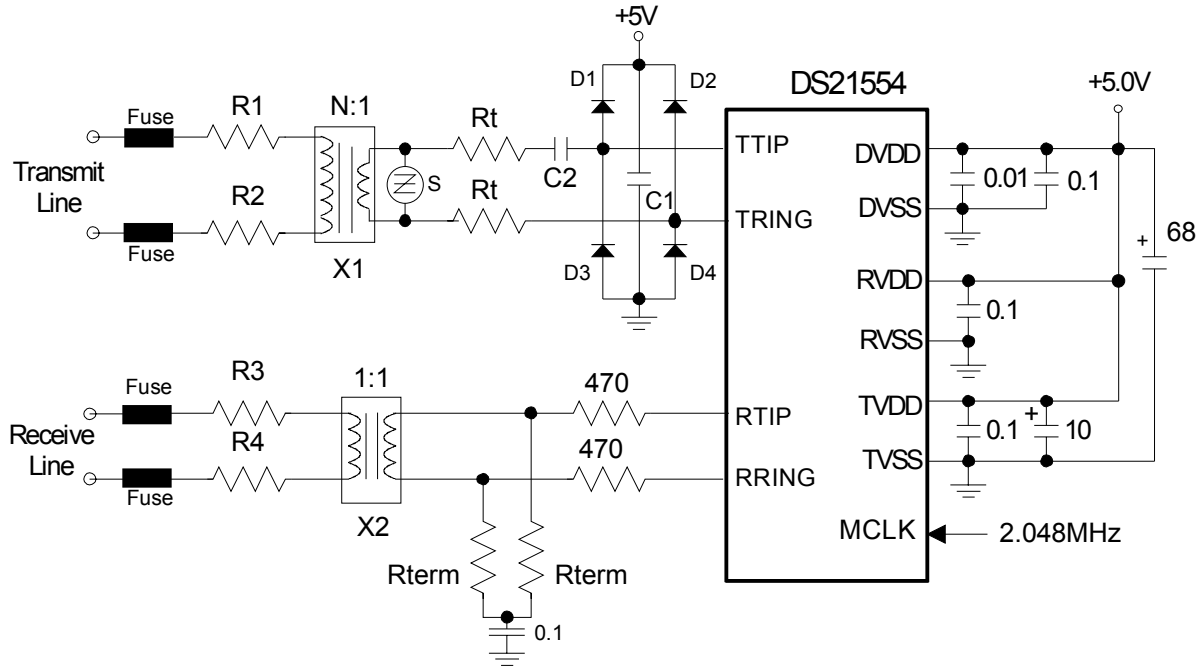 +5V
D1
D2
DS21554
+5.0V
Fuse
R1
N:1
Rt
Transmit
Line
S
C2
C1
TTIP
DVDD
0.01
0.1
DVSS
R2
Rt
TRING
Fuse
X1
D3
D4
68
+
RVDD
0.1
RVSS
Fuse
R3
1:1
470
Receive
Line
RTIP
TVDD
0.1
+
10
R4
470
TVSS
Fuse
RRING
X2
MCLK
2.048MHz
Rterm
Rterm
0.1